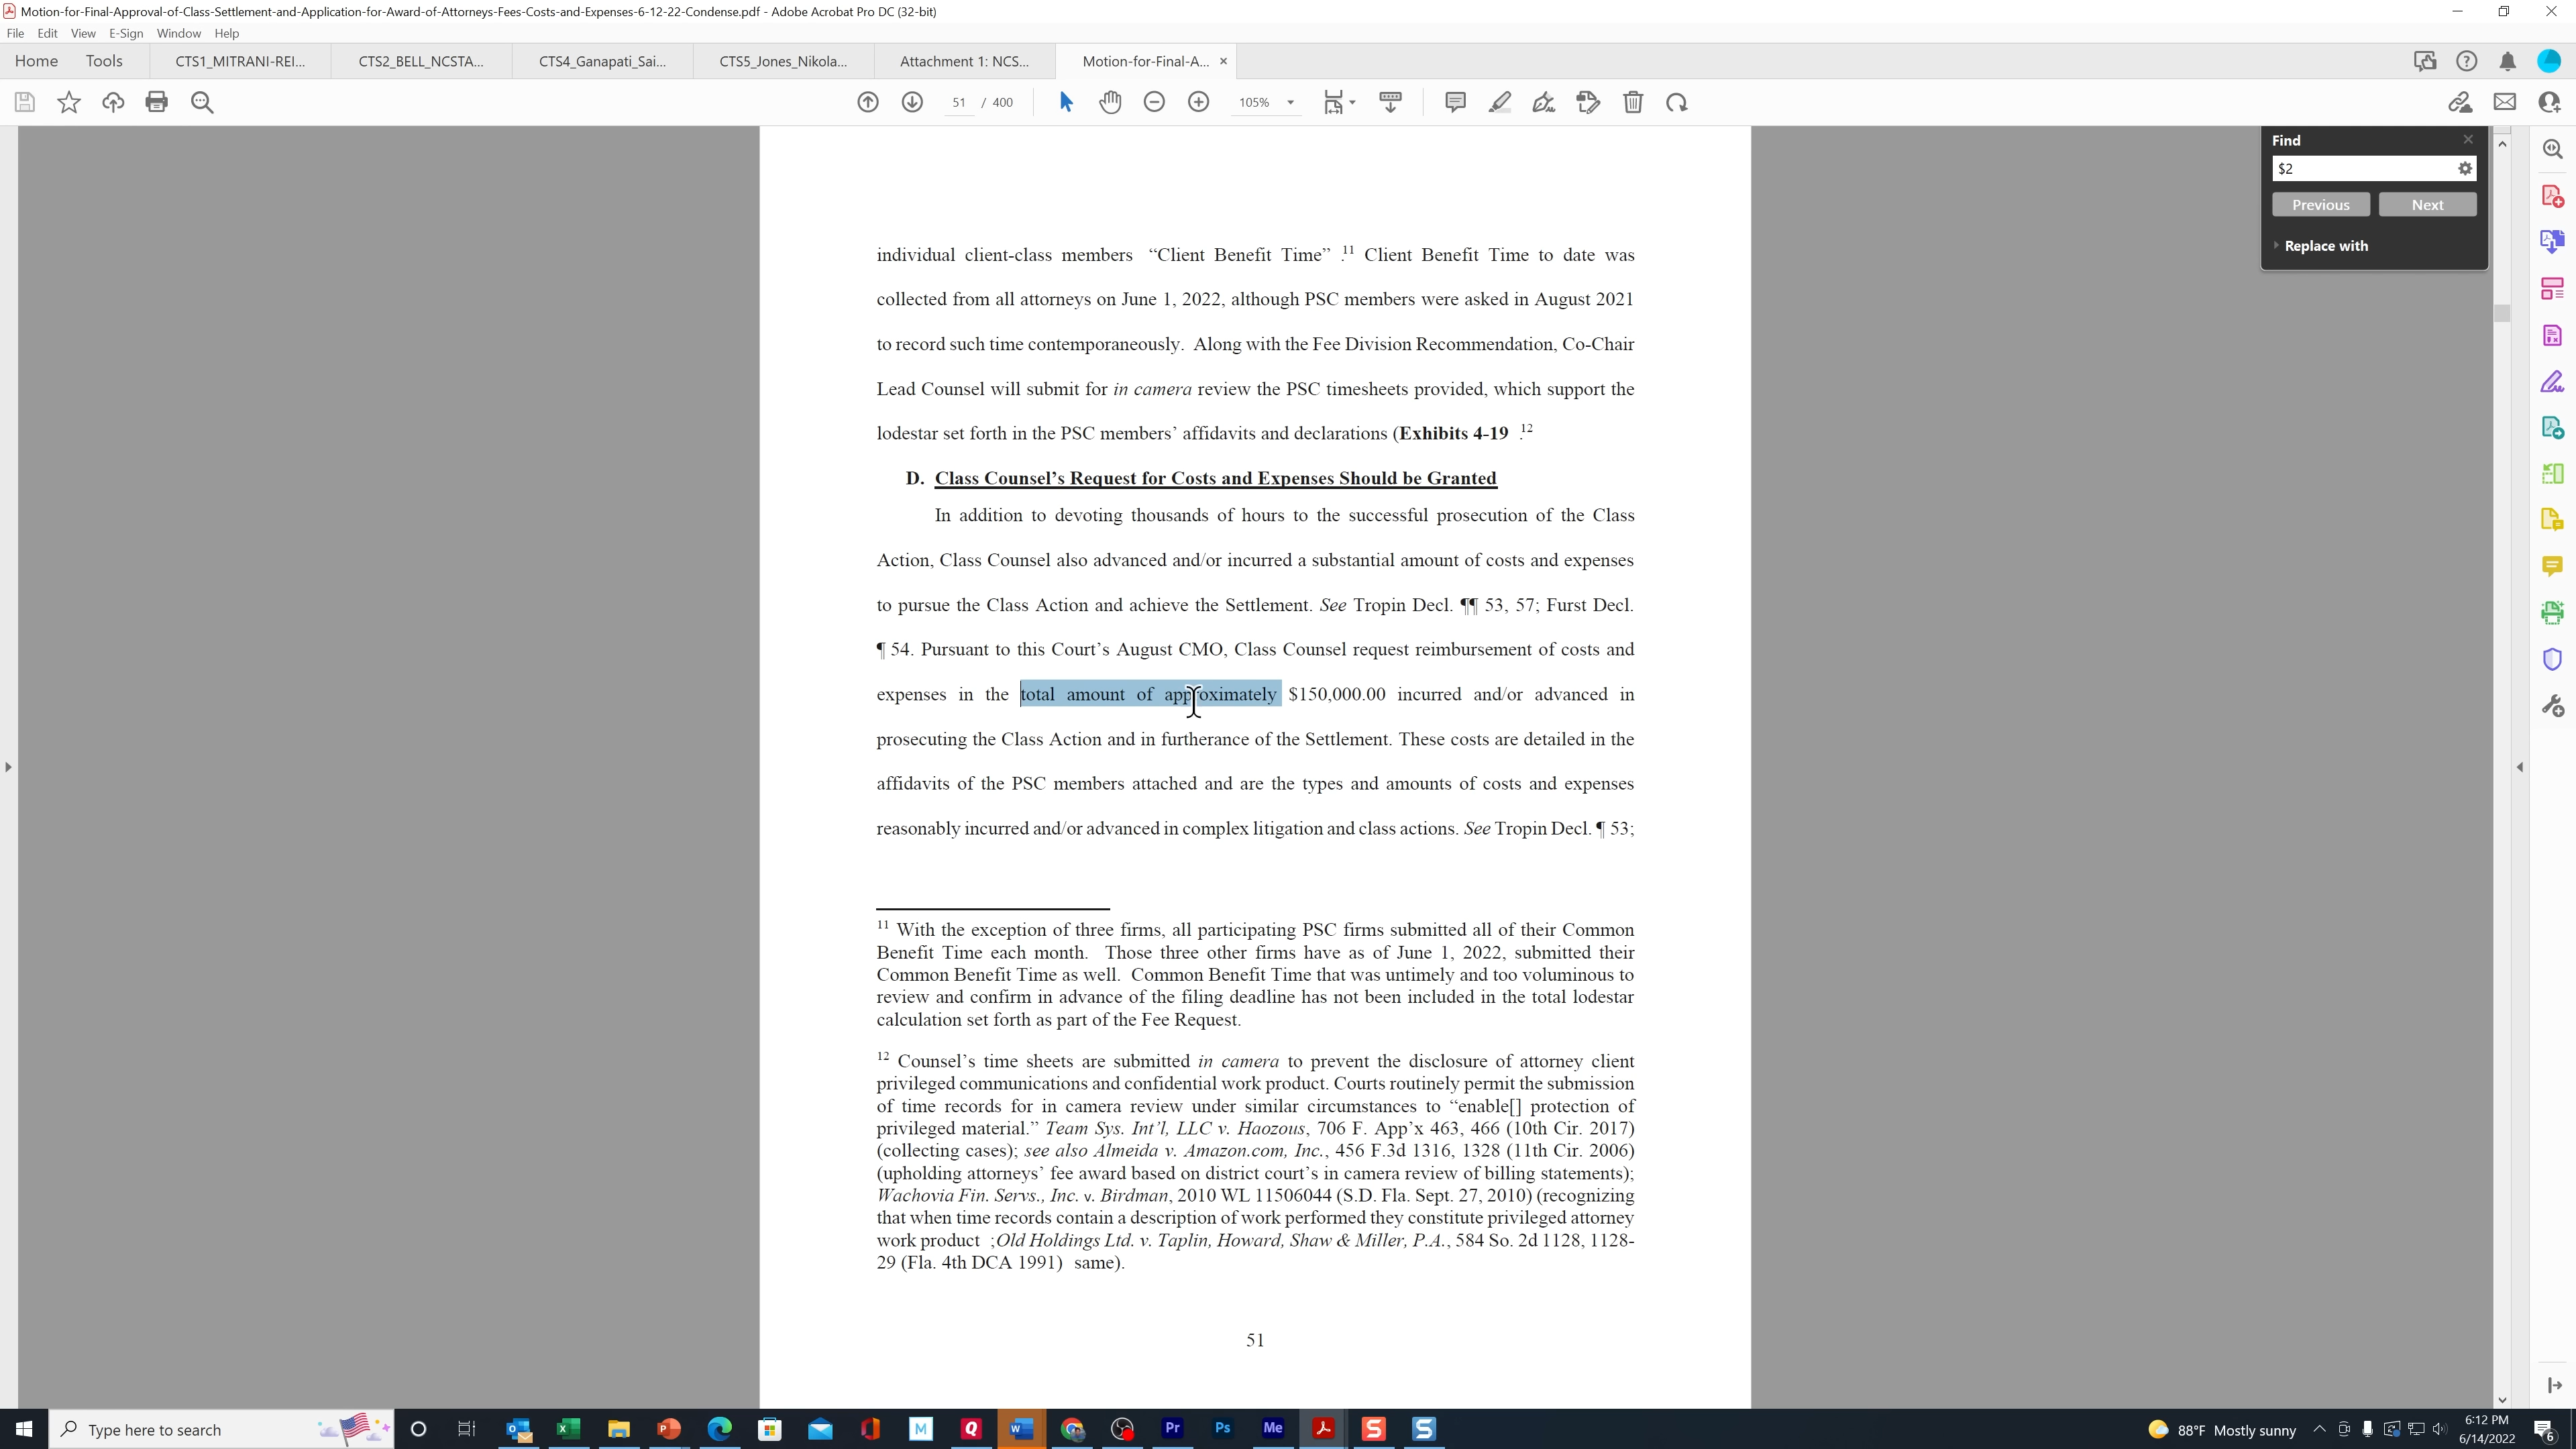 Motion-for-Final-Approval-of-Class-Settlement-and-Application-for-Award-of-Attorneys-Fees-Costs-and-Expenses-6-12-22-Condense.pdf - Adobe Acrobat Pro DC (32-bit)
File Edit View E-Sign Window Help
Home Tools CTS1_MITRANI-REI... CTS2_BELL_NCSTA... CTS4_Ganapati_Sai... CTS5_Jones_Nikola... Attachment 1: NCS... Motion-for-Final-A... ×
51 / 400 105%
Find
$2
Previous Next
Replace with
individual client-class members “Client Benefit Time” .11 Client Benefit Time to date was
collected from all attorneys on June 1, 2022, although PSC members were asked in August 2021
to record such time contemporaneously. Along with the Fee Division Recommendation, Co-Chair
Lead Counsel will submit for in camera review the PSC timesheets provided, which support the
lodestar set forth in the PSC members’ affidavits and declarations (Exhibits 4-19 .12
D. Class Counsel’s Request for Costs and Expenses Should be Granted
In addition to devoting thousands of hours to the successful prosecution of the Class
Action, Class Counsel also advanced and/or incurred a substantial amount of costs and expenses
to pursue the Class Action and achieve the Settlement. See Tropin Decl. ¶¶ 53, 57; Furst Decl.
¶ 54. Pursuant to this Court’s August CMO, Class Counsel request reimbursement of costs and
expenses in the total amount of approximately $150,000.00 incurred and/or advanced in
prosecuting the Class Action and in furtherance of the Settlement. These costs are detailed in the
affidavits of the PSC members attached and are the types and amounts of costs and expenses
reasonably incurred and/or advanced in complex litigation and class actions. See Tropin Decl. ¶ 53;
11 With the exception of three firms, all participating PSC firms submitted all of their Common
Benefit Time each month. Those three other firms have as of June 1, 2022, submitted their
Common Benefit Time as well. Common Benefit Time that was untimely and too voluminous to
review and confirm in advance of the filing deadline has not been included in the total lodestar
calculation set forth as part of the Fee Request.
12 Counsel’s time sheets are submitted in camera to prevent the disclosure of attorney client
privileged communications and confidential work product. Courts routinely permit the submission
of time records for in camera review under similar circumstances to “enable[] protection of
privileged material.” Team Sys. Int’l, LLC v. Haozous, 706 F. App’x 463, 466 (10th Cir. 2017)
(collecting cases); see also Almeida v. Amazon.com, Inc., 456 F.3d 1316, 1328 (11th Cir. 2006)
(upholding attorneys’ fee award based on district court’s in camera review of billing statements);
Wachovia Fin. Servs., Inc. v. Birdman, 2010 WL 11506044 (S.D. Fla. Sept. 27, 2010) (recognizing
that when time records contain a description of work performed they constitute privileged attorney
work product ;Old Holdings Ltd. v. Taplin, Howard, Shaw & Miller, P.A., 584 So. 2d 1128, 1128-
29 (Fla. 4th DCA 1991) same).
51
Type here to search
M Q W Pr Ps Me S S
88°F Mostly sunny
6:12 PM
6/14/2022
6